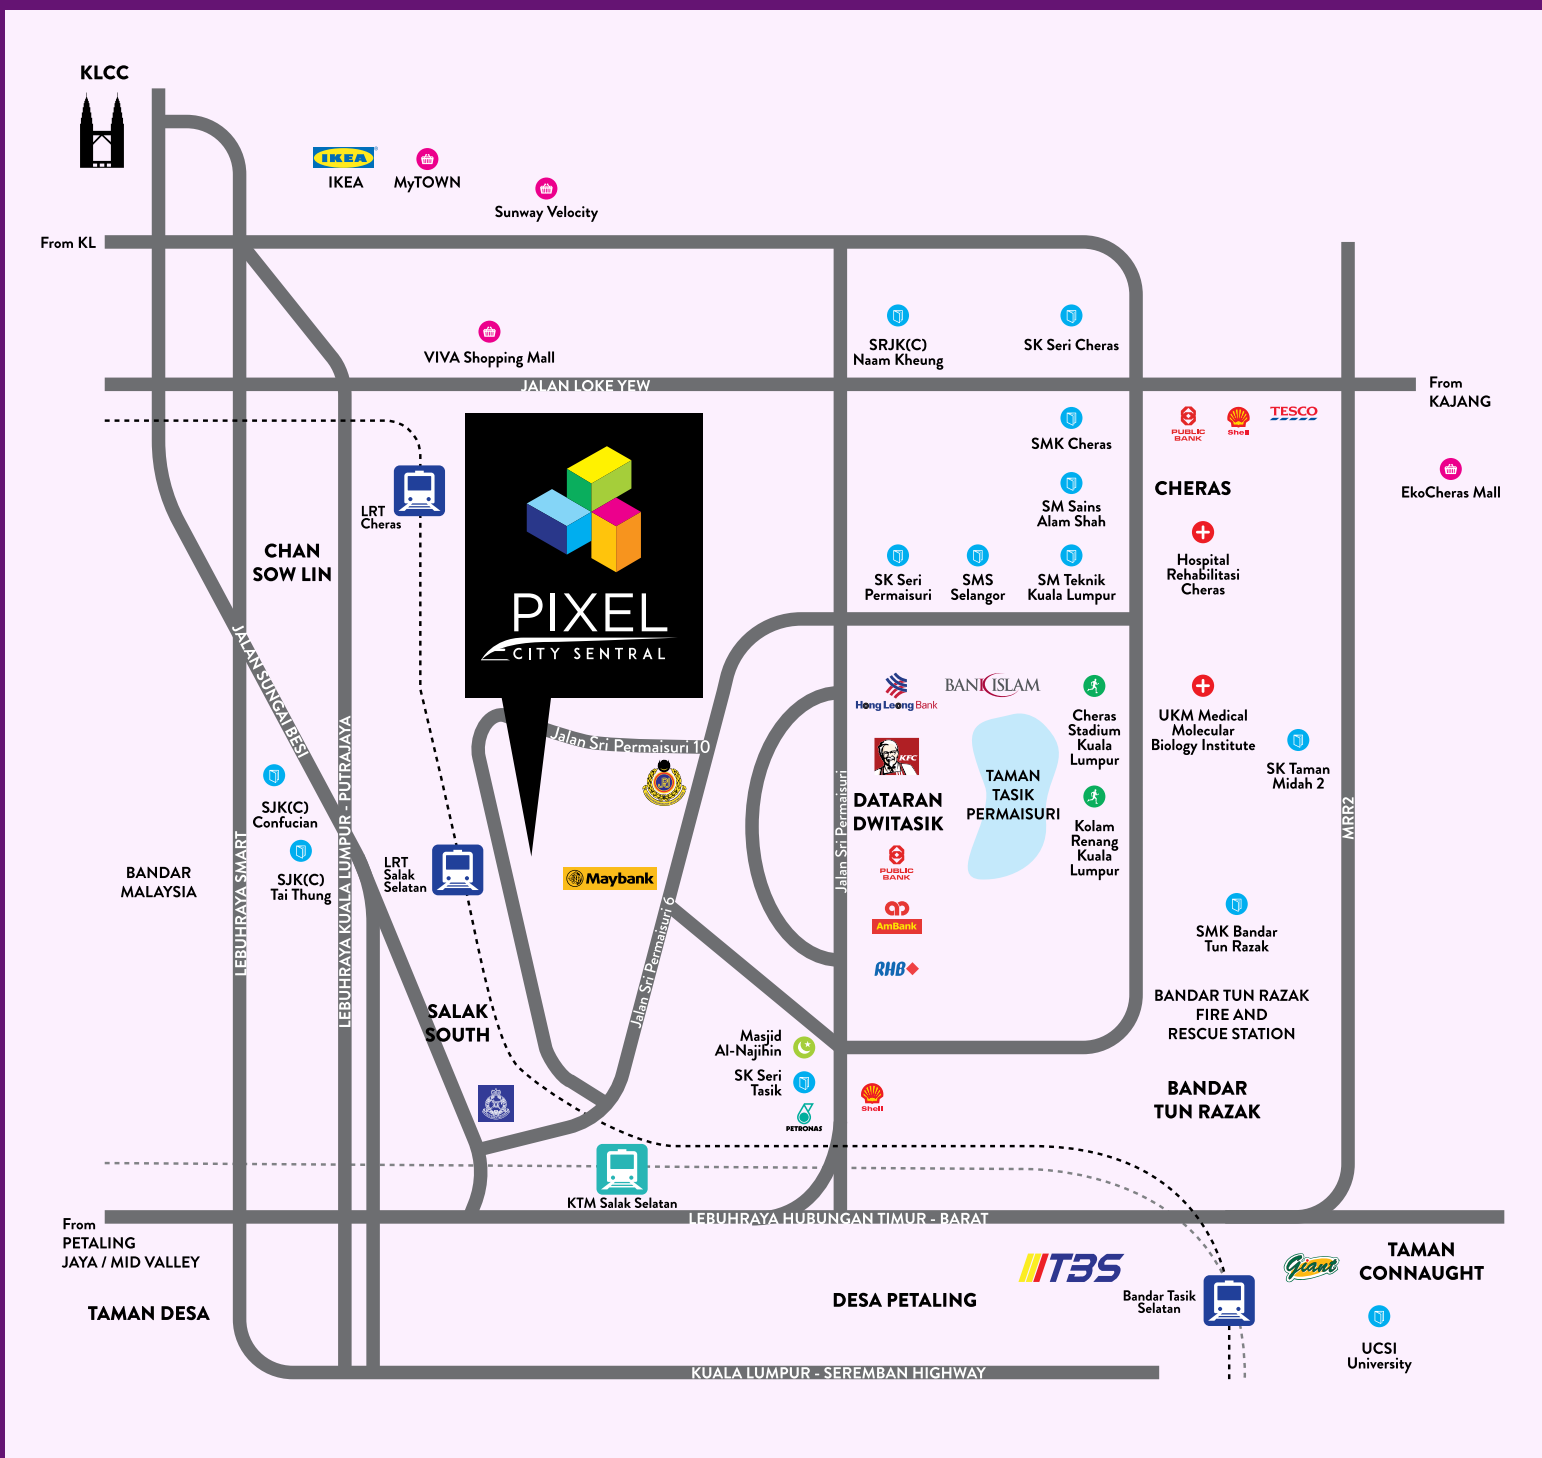 KLCC
IKEA
IKEA
MyTOWN
Sunway Velocity
From KL
VIVA Shopping Mall
SRJK(C)
Naam Kheung
SK Seri Cheras
JALAN LOKE YEW
From
KAJANG
PUBLIC
BANK
Shell
TESCO
SMK Cheras
EkoCheras Mall
CHERAS
LRT
Cheras
SM Sains
Alam Shah
CHAN
SOW LIN
Hospital
Rehabilitasi
Cheras
SK Seri
Permaisuri
SMS
Selangor
SM Teknik
Kuala Lumpur
PIXEL
CITY SENTRAL
JALAN SUNGAI BESI
Hong Leong Bank
BANK ISLAM
Cheras
Stadium
Kuala
Lumpur
UKM Medical
Molecular
Biology Institute
Jalan Sri Permaisuri 10
KFC
SK Taman
Midah 2
TAMAN
TASIK
PERMAISURI
DATARAN
DWITASIK
Kolam
Renang
Kuala
Lumpur
Jalan Sri Permaisuri
MRR2
SJK(C)
Confucian
SJK(C)
Tai Thung
LEBUHRAYA SMART
LEBUHRAYA KUALA LUMPUR - PUTRAJAYA
BANDAR
MALAYSIA
LRT
Salak
Selatan
Maybank
PUBLIC
BANK
AmBank
RHB
Jalan Sri Permaisuri 6
SMK Bandar
Tun Razak
BANDAR TUN RAZAK
FIRE AND
RESCUE STATION
SALAK
SOUTH
Masjid
Al-Najihin
SK Seri
Tasik
PETRONAS
Shell
BANDAR
TUN RAZAK
KTM Salak Selatan
LEBUHRAYA HUBUNGAN TIMUR - BARAT
From
PETALING
JAYA / MID VALLEY
TAMAN DESA
TBS
DESA PETALING
Bandar Tasik
Selatan
Giant
TAMAN
CONNAUGHT
UCSI
University
KUALA LUMPUR - SEREMBAN HIGHWAY